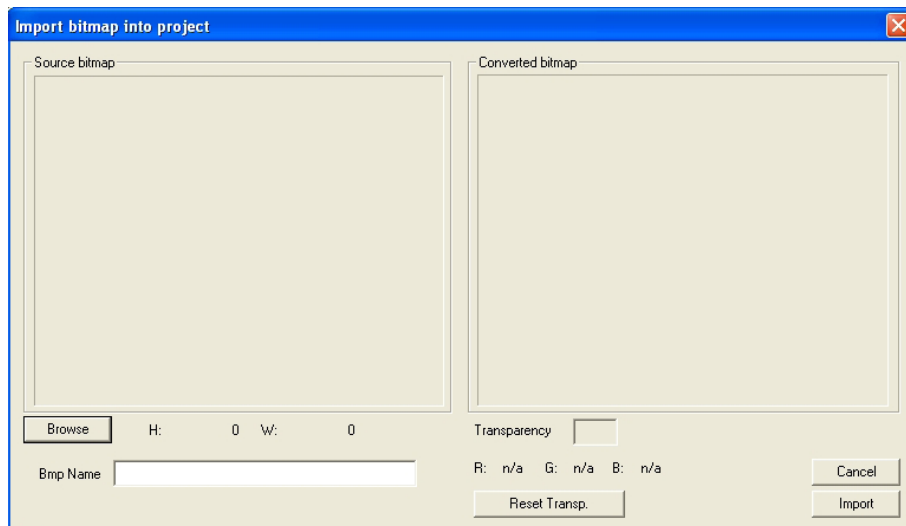 Import bitmap into project
Source bitmap
Converted bitmap
Browse H: 0 W: 0
Transparency
Bmp Name
R: n/a G: n/a B: n/a
Cancel
Reset Transp.
Import